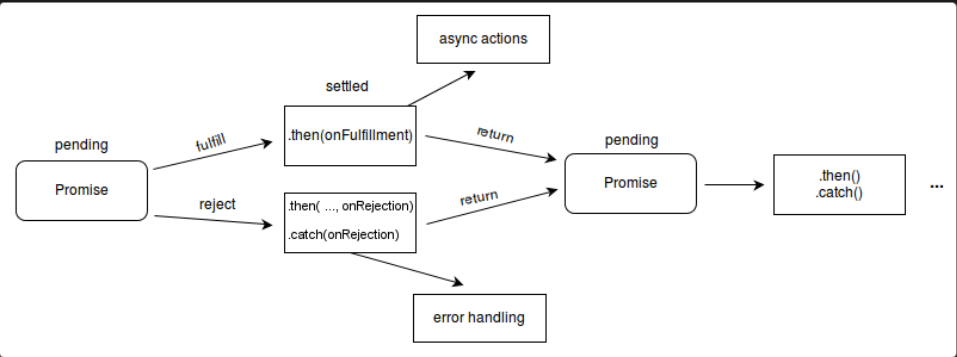 async actions
settled
pending
fulfill
.then(onFulfillment)
return
pending
Promise
reject
.then( ..., onRejection)
.catch(onRejection)
return
Promise
.then()
.catch()
...
error handling